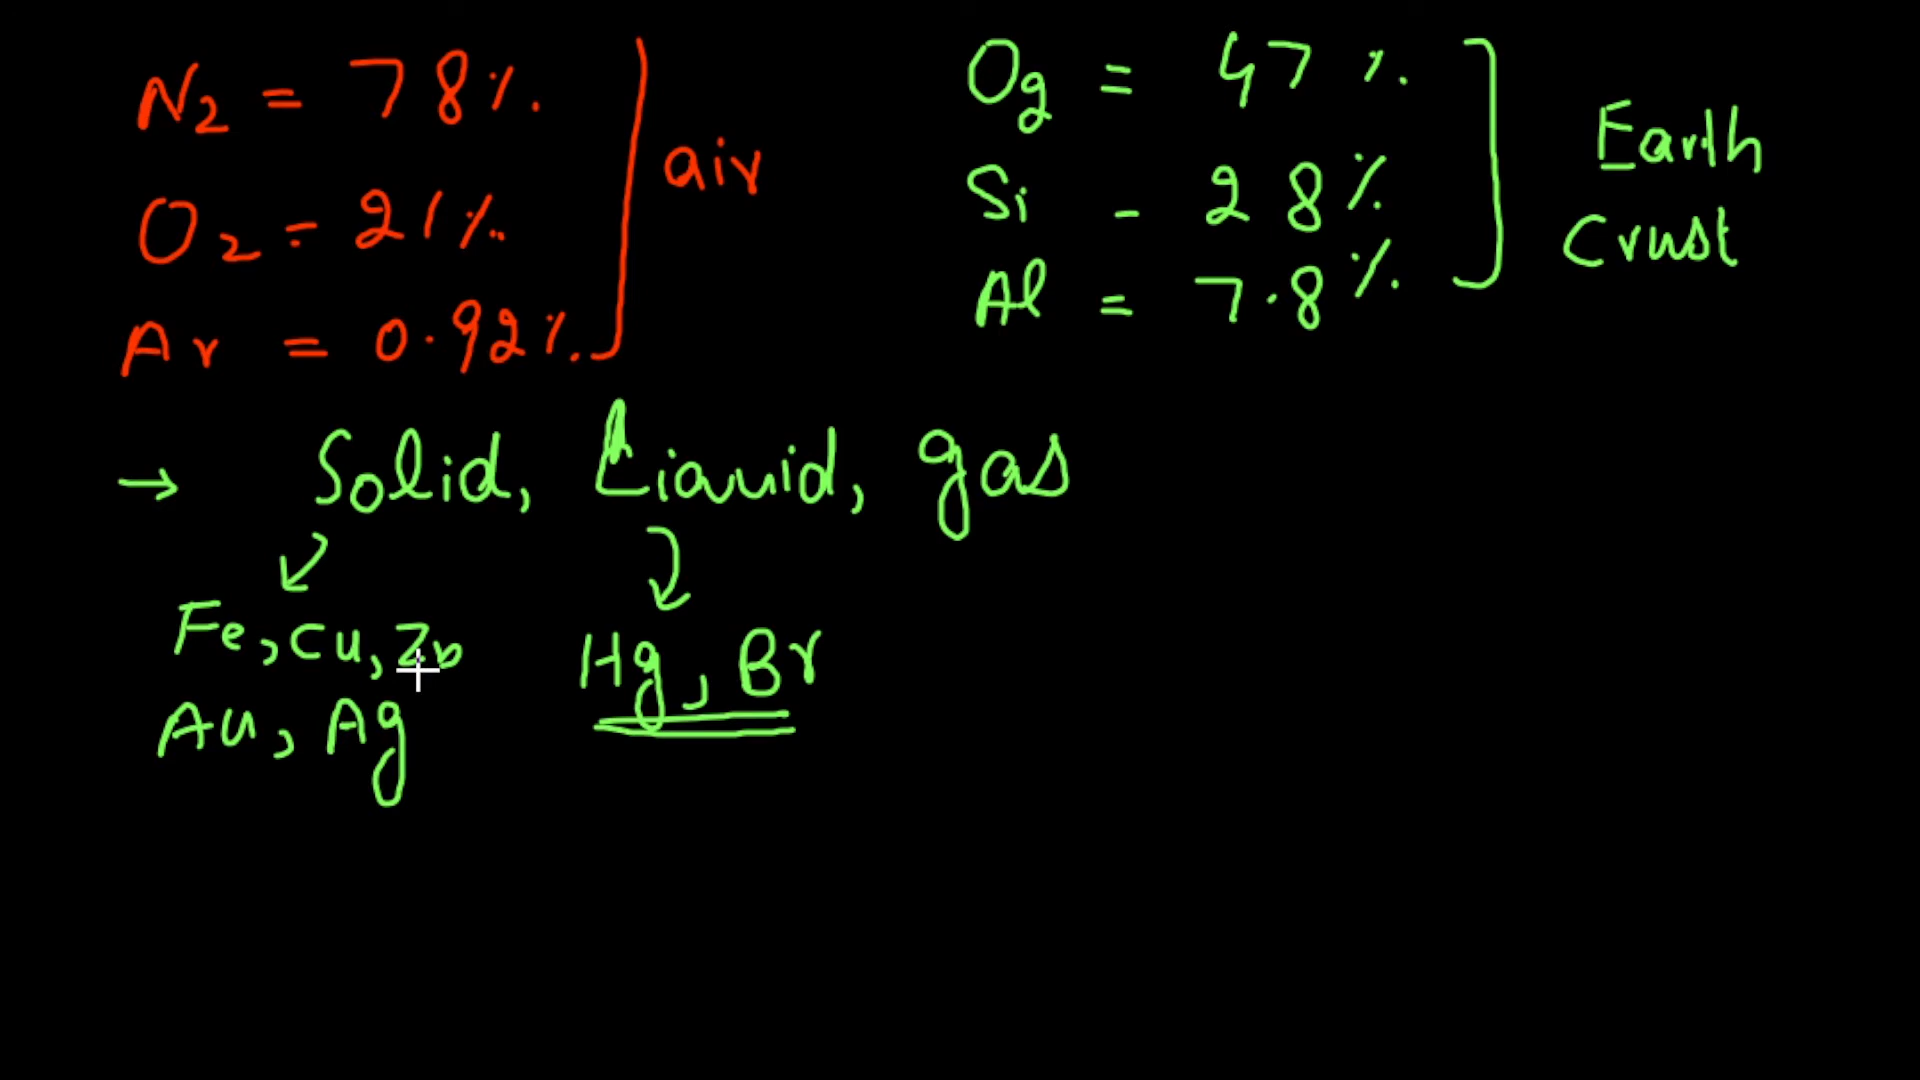 N2 = 78%.
O2 = 21%.
Ar = 0.92%.
air
Og = 47%.
Si - 28%
Al = 7.8%
Earth
Crust
→ Solid, Liquid, gas
Fe, Cu, Zn
Au, Ag
Hg, Br